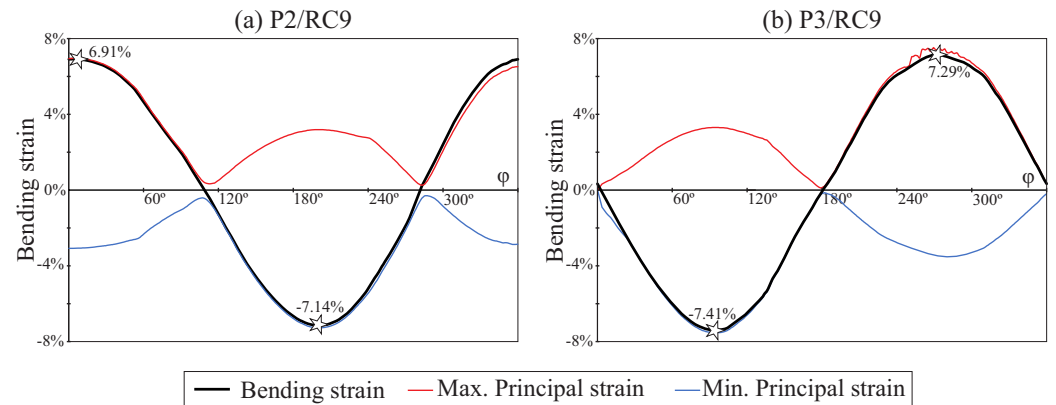 (a) P2/RC9
(b) P3/RC9
Bending strain
8%
4%
0%
-4%
-8%
6.91%
-7.14%
60º
120º
180º
240º
300º
φ
Bending strain
8%
4%
0%
-4%
-8%
-7.41%
7.29%
60º
120º
180º
240º
300º
φ
Bending strain Max. Principal strain Min. Principal strain